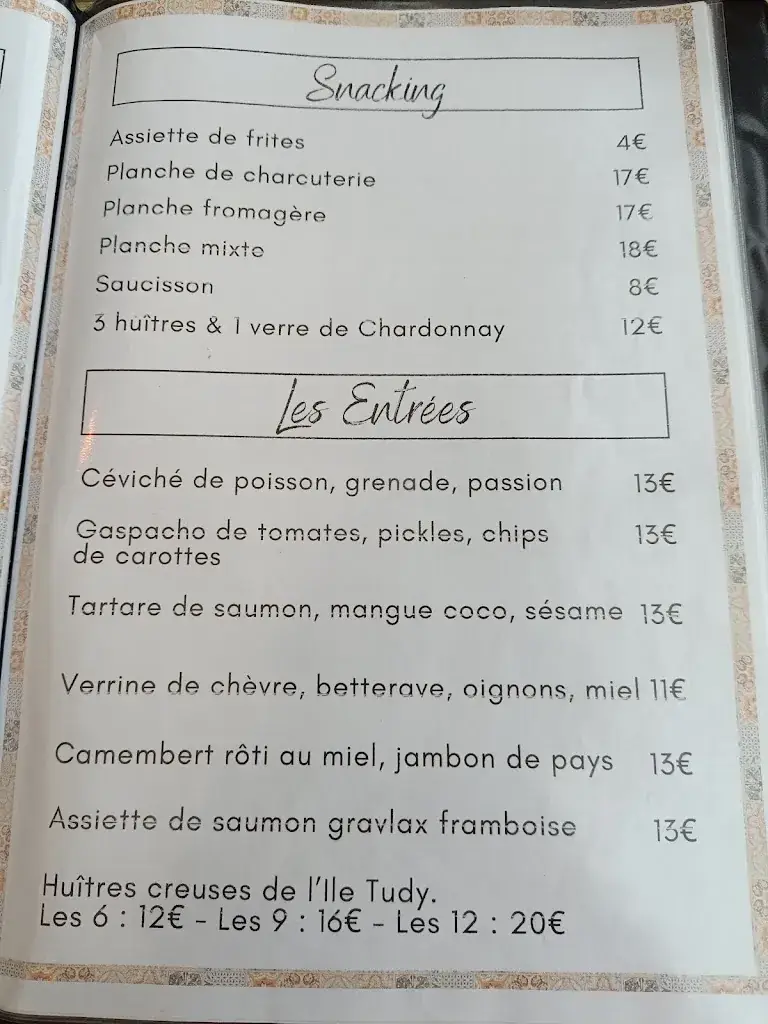 Snacking
Assiette de frites 4€
Planche de charcuterie 17€
Planche fromagère 17€
Planche mixte 18€
Saucisson 8€
3 huîtres & 1 verre de Chardonnay 12€
Les Entrées
Céviché de poisson, grenade, passion 13€
Gaspacho de tomates, pickles, chips 13€
de carottes
Tartare de saumon, mangue coco, sésame 13€
Verrine de chèvre, betterave, oignons, miel 11€
Camembert rôti au miel, jambon de pays 13€
Assiette de saumon gravlax framboise 13€
Huîtres creuses de l'Ile Tudy.
Les 6 : 12€ - Les 9 : 16€ - Les 12 : 20€